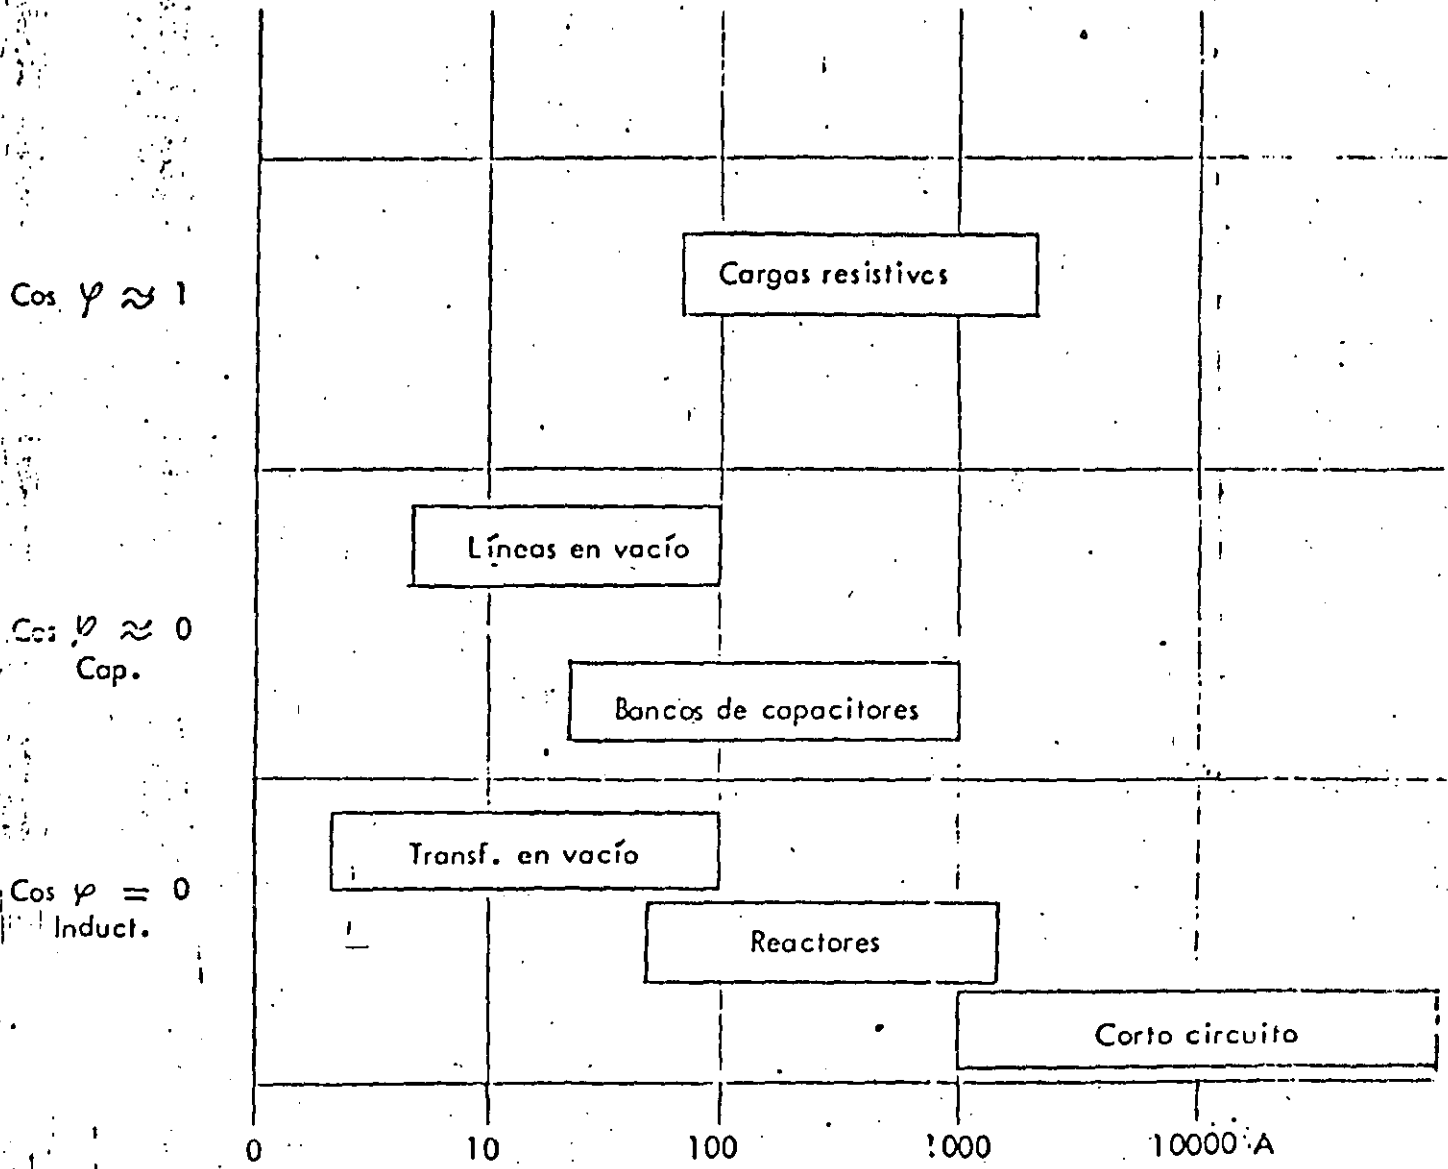 Cargas resistivas
Cos φ ≈ 1
Líneas en vacío
Cos φ ≈ 0
Cap.
Bancos de capacitores
Transf. en vacío
Cos φ = 0
Induct.
Reactores
Corto circuito
0 10 100 1000 10000 A